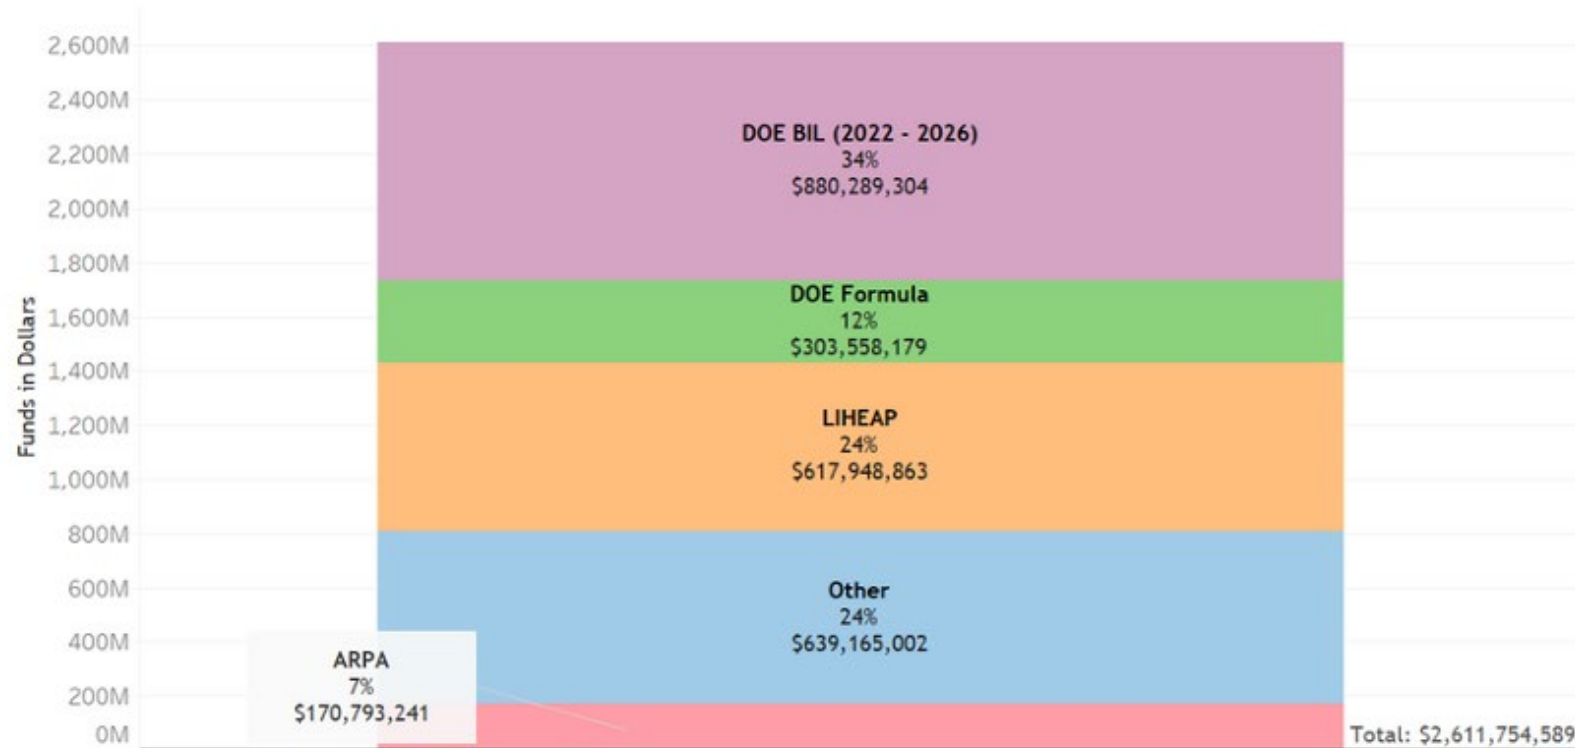 2,600M
2,400M
2,200M
2,000M
1,800M
1,600M
1,400M
1,200M
1,000M
800M
600M
400M
200M
0M
Funds in Dollars
DOE BIL (2022 - 2026)
34%
$880,289,304
DOE Formula
12%
$303,558,179
LIHEAP
24%
$617,948,863
Other
24%
$639,165,002
ARPA
7%
$170,793,241
Total: $2,611,754,589